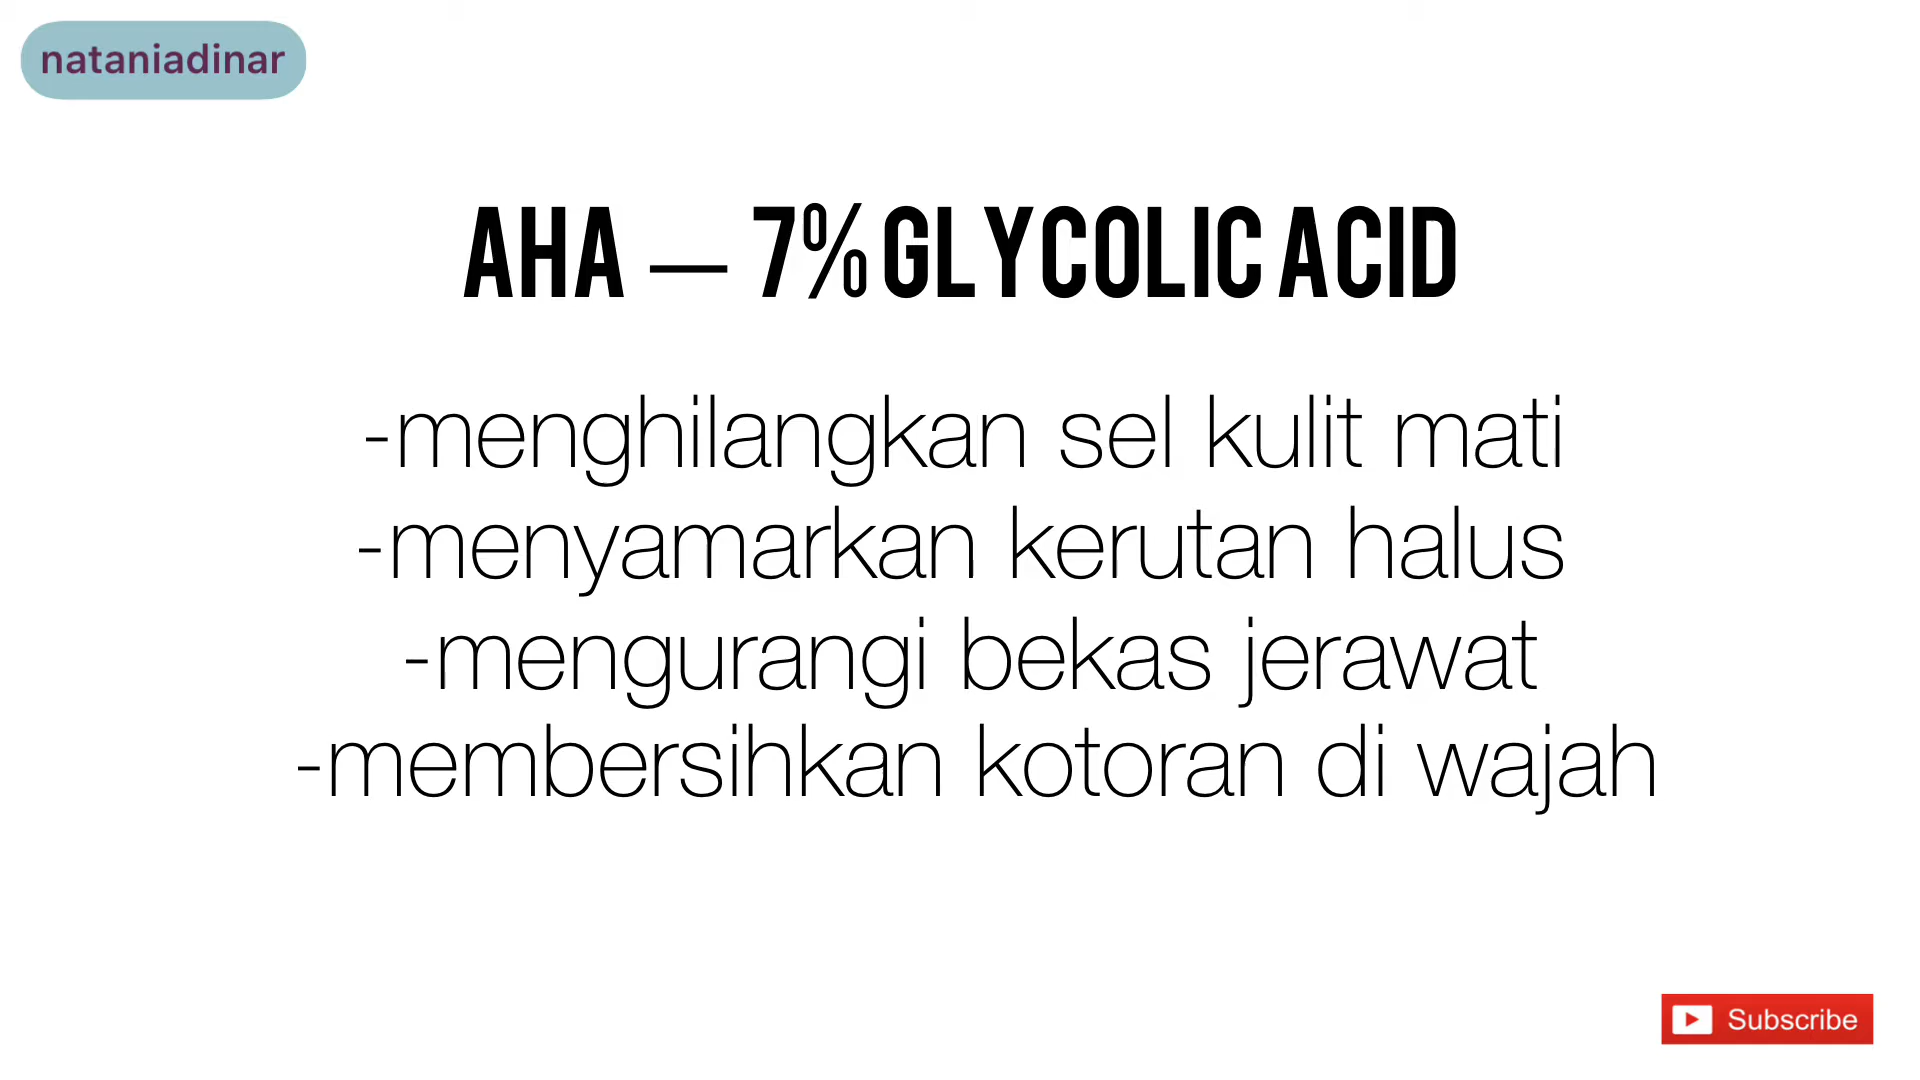 nataniadinar
AHA — 7% GLYCOLIC ACID
-menghilangkan sel kulit mati
-menyamarkan kerutan halus
-mengurangi bekas jerawat
-membersihkan kotoran di wajah
Subscribe